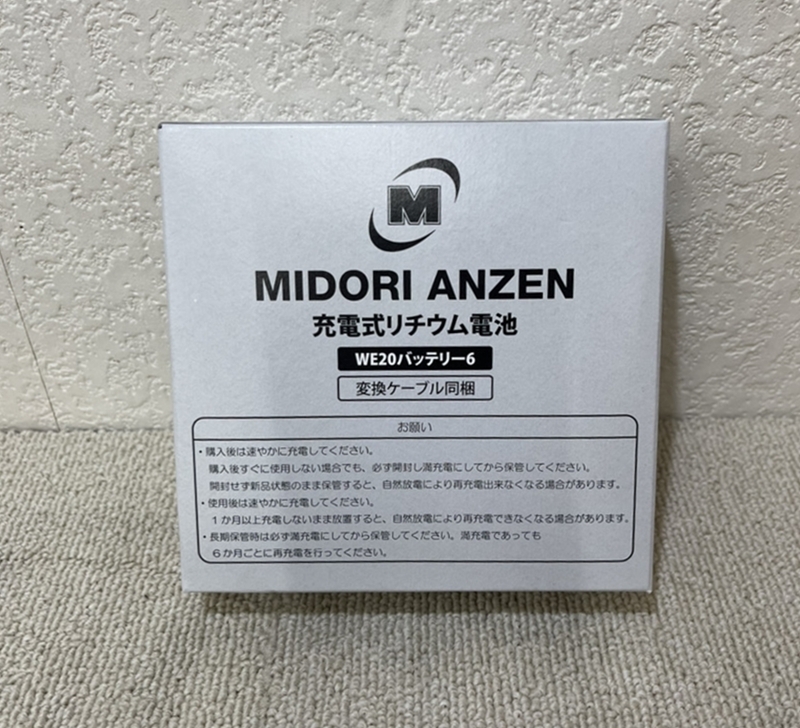 M
MIDORI ANZEN
充電式リチウム電池
WE20バッテリー6
変換ケーブル同梱
お願い
・購入後は速やかに充電してください。
購入後すぐに使用しない場合でも、必ず開封し満充電にしてから保管してください。
開封せず新品状態のまま保管すると、自然放電により再充電出来なくなる場合があります。
・使用後は速やかに充電してください。
1か月以上充電しないまま放置すると、自然放電により再充電できなくなる場合があります。
・長期保管時は必ず満充電にしてから保管してください。満充電であっても
6か月ごとに再充電を行ってください。